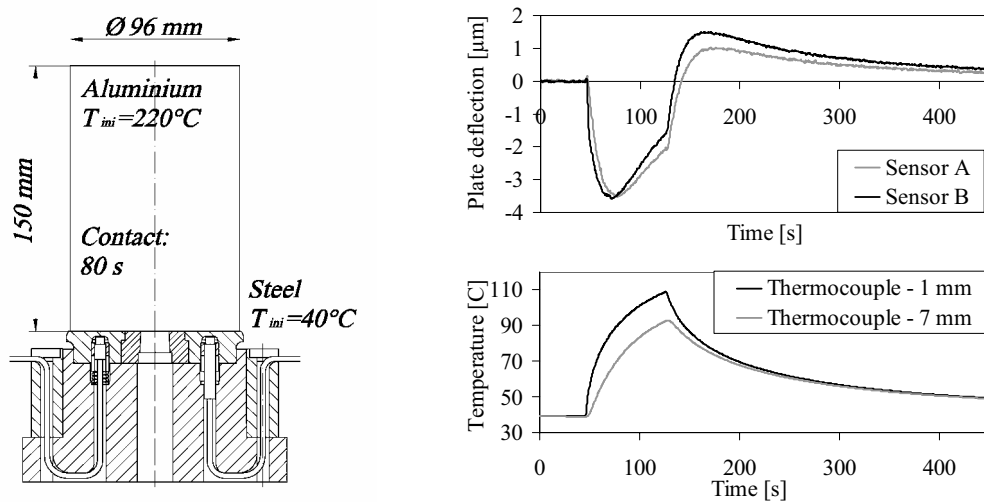 Ø 96 mm
Aluminium
T ini=220°C
150 mm
Contact:
80 s
Steel
T ini=40°C
Plate deflection [µm]
2
1
0
-1
-2
-3
-4
100
200
300
400
Sensor A
Sensor B
Time [s]
Temperature [C]
110
90
70
50
30
Thermocouple - 1 mm
Thermocouple - 7 mm
0
100
200
300
400
Time [s]